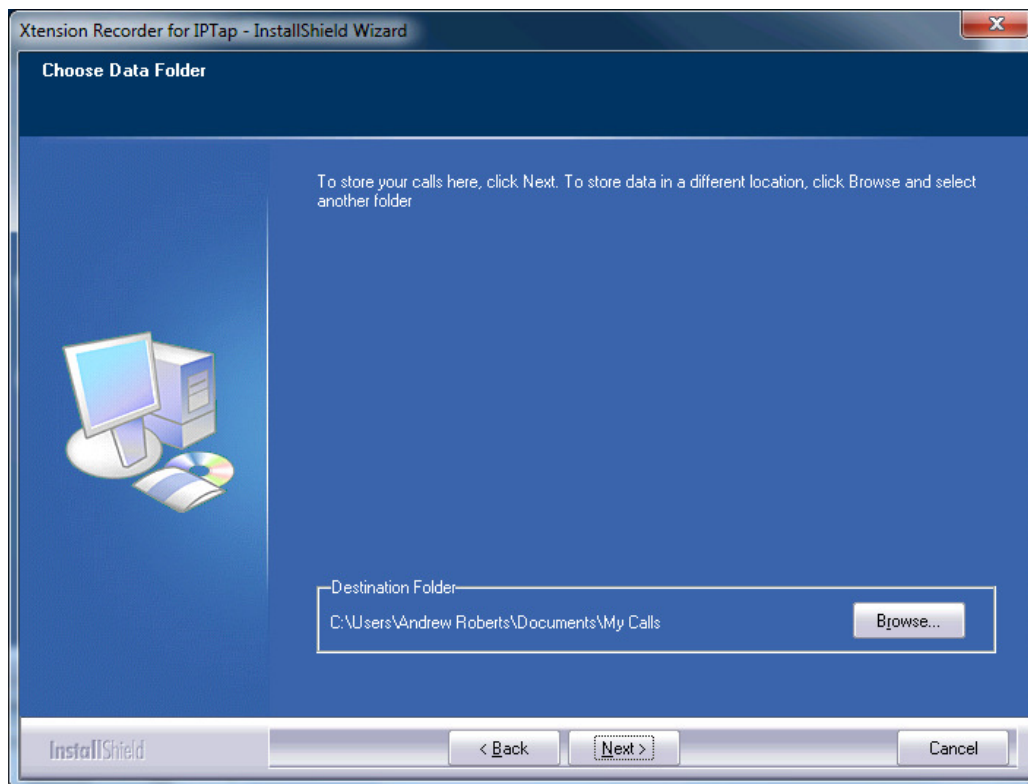 Xtension Recorder for IPTap - InstallShield Wizard
Choose Data Folder
To store your calls here, click Next. To store data in a different location, click Browse and select
another folder
Destination Folder
C:\Users\Andrew Roberts\Documents\My Calls
Browse...
InstallShield
< Back
Next >
Cancel